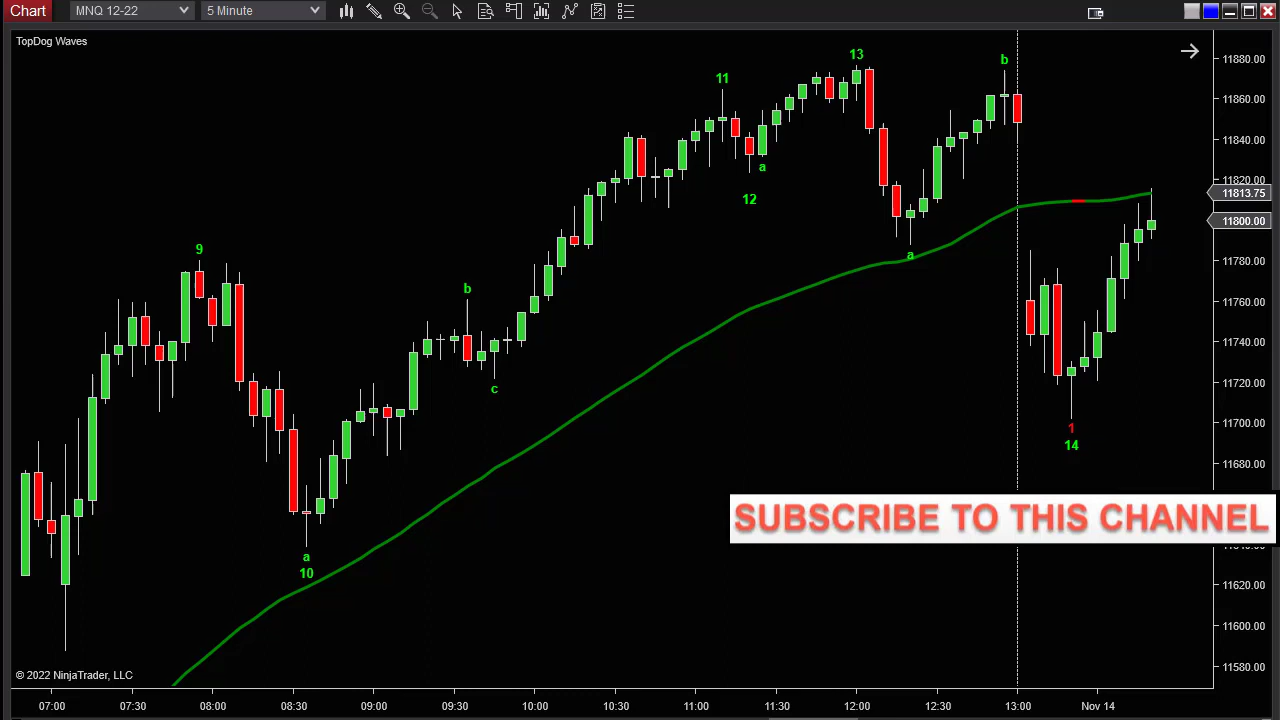 Chart
MNQ 12-22
5 Minute
TopDog Waves
9
a
10
b
c
11
12
a
13
a
b
1
14
11880.00
11860.00
11840.00
11820.00
11813.75
11800.00
11780.00
11760.00
11740.00
11720.00
11700.00
11680.00
SUBSCRIBE TO THIS CHANNEL
11620.00
11600.00
11580.00
© 2022 NinjaTrader, LLC
07:00
07:30
08:00
08:30
09:00
09:30
10:00
10:30
11:00
11:30
12:00
12:30
13:00
Nov 14